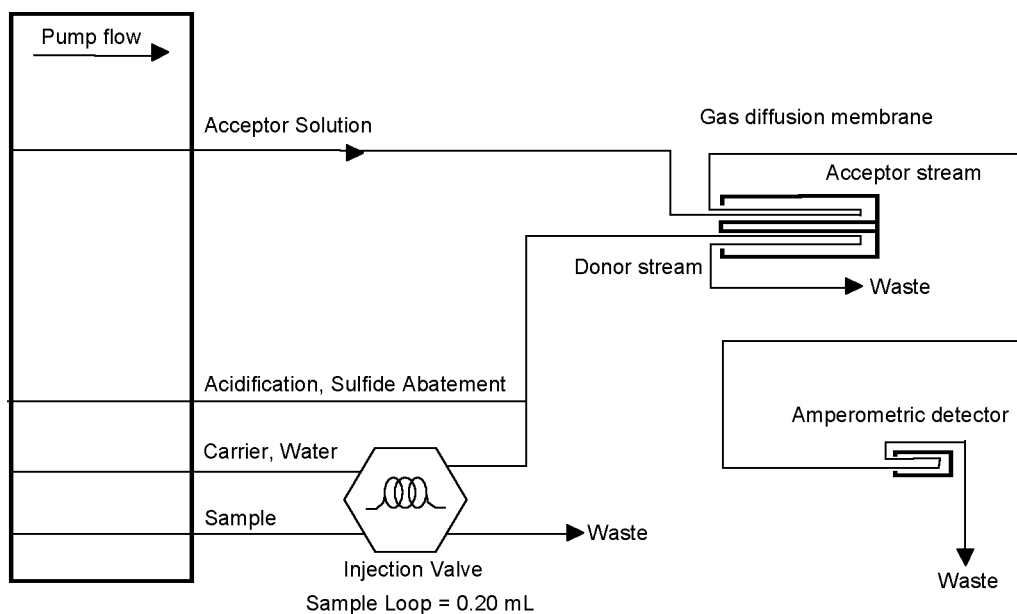 Pump flow
Acceptor Solution
Gas diffusion membrane
Acceptor stream
Donor stream
Waste
Acidification, Sulfide Abatement
Amperometric detector
Carrier, Water
Sample
Waste
Injection Valve
Waste
Sample Loop = 0.20 mL